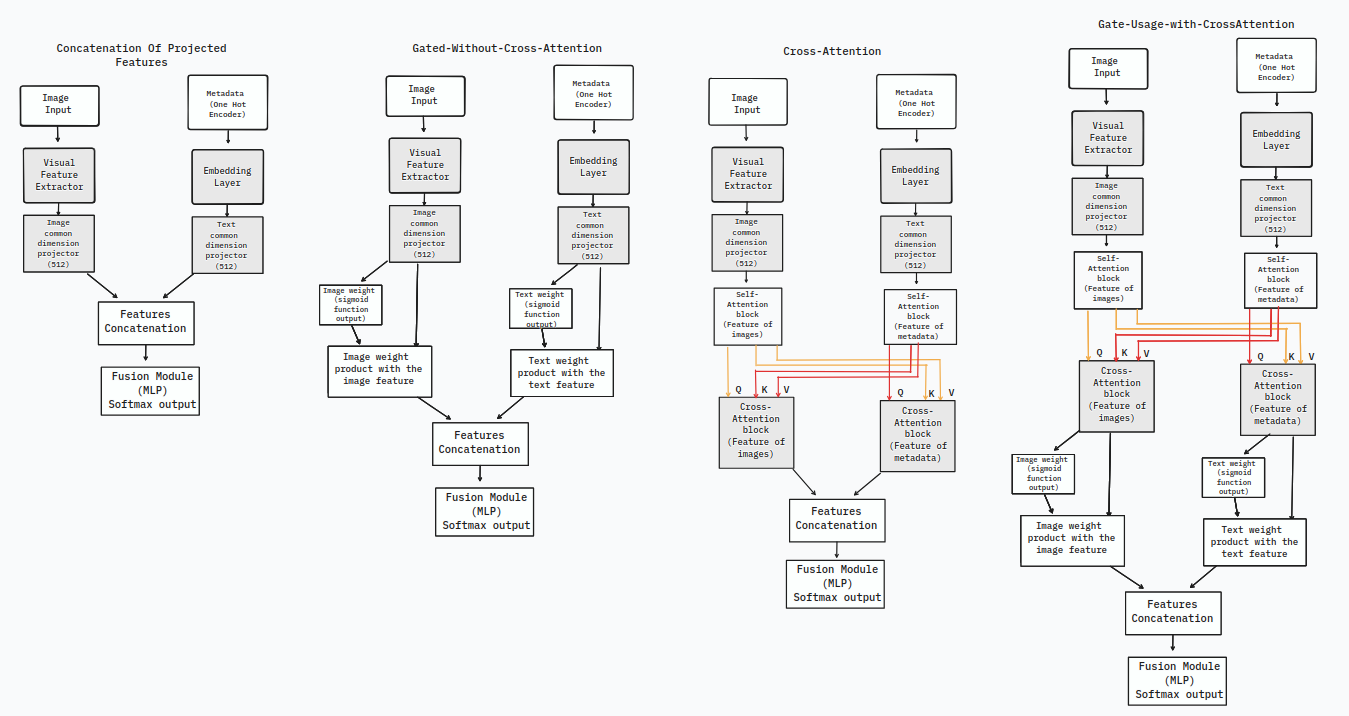 Concatenation Of Projected
Features
Image
Input
Metadata
(One Hot
Encoder)
Visual
Feature
Extractor
Embedding
Layer
Image
common
dimension
projector
(512)
Text
common
dimension
projector
(512)
Features
Concatenation
Fusion Module
(MLP)
Softmax output
Gated-Without-Cross-Attention
Image
Input
Metadata
(One Hot
Encoder)
Visual
Feature
Extractor
Embedding
Layer
Image
common
dimension
projector
(512)
Text
common
dimension
projector
(512)
Image weight
(sigmoid
function
output)
Text weight
(sigmoid
function
output)
Image weight
product with the
image feature
Text weight
product with the
text feature
Features
Concatenation
Fusion Module
(MLP)
Softmax output
Cross-Attention
Image
Input
Metadata
(One Hot
Encoder)
Visual
Feature
Extractor
Embedding
Layer
Image
common
dimension
projector
(512)
Text
common
dimension
projector
(512)
Self-
Attention
block
(Feature of
images)
Self-
Attention
block
(Feature of
metadata)
Q K V
Q K V
Cross-
Attention
block
(Feature of
images)
Cross-
Attention
block
(Feature of
metadata)
Features
Concatenation
Fusion Module
(MLP)
Softmax output
Gate-Usage-with-CrossAttention
Image
Input
Metadata
(One Hot
Encoder)
Visual
Feature
Extractor
Embedding
Layer
Image
common
dimension
projector
(512)
Text
common
dimension
projector
(512)
Self-
Attention
block
(Feature of
images)
Self-
Attention
block
(Feature of
metadata)
Q K V
Q K V
Cross-
Attention
block
(Feature of
images)
Cross-
Attention
block
(Feature of
metadata)
Image weight
(sigmoid
function
output)
Text weight
(sigmoid
function
output)
Image weight
product with the
image feature
Text weight
product with the
text feature
Features
Concatenation
Fusion Module
(MLP)
Softmax output